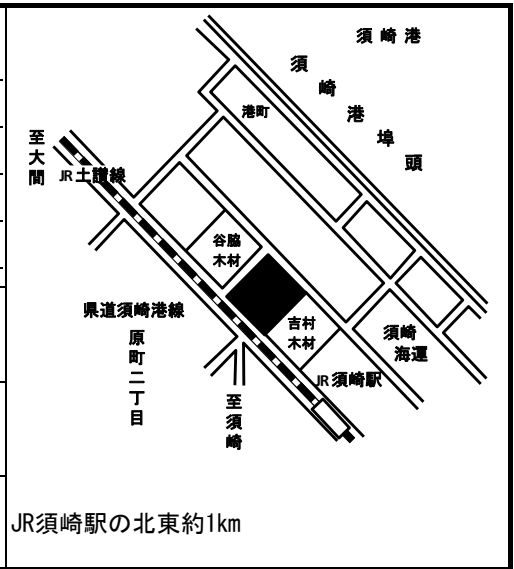 須崎港
須崎港埠頭
港町
至大間
JR土讃線
谷脇
木材
県道須崎港線
原町二丁目
吉村
木材
須崎
海運
JR須崎駅
至須崎
JR須崎駅の北東約1km